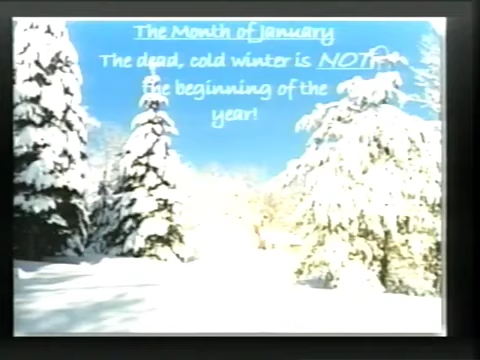 The Month of January
The dead, cold winter is NOT
the beginning of the
year!